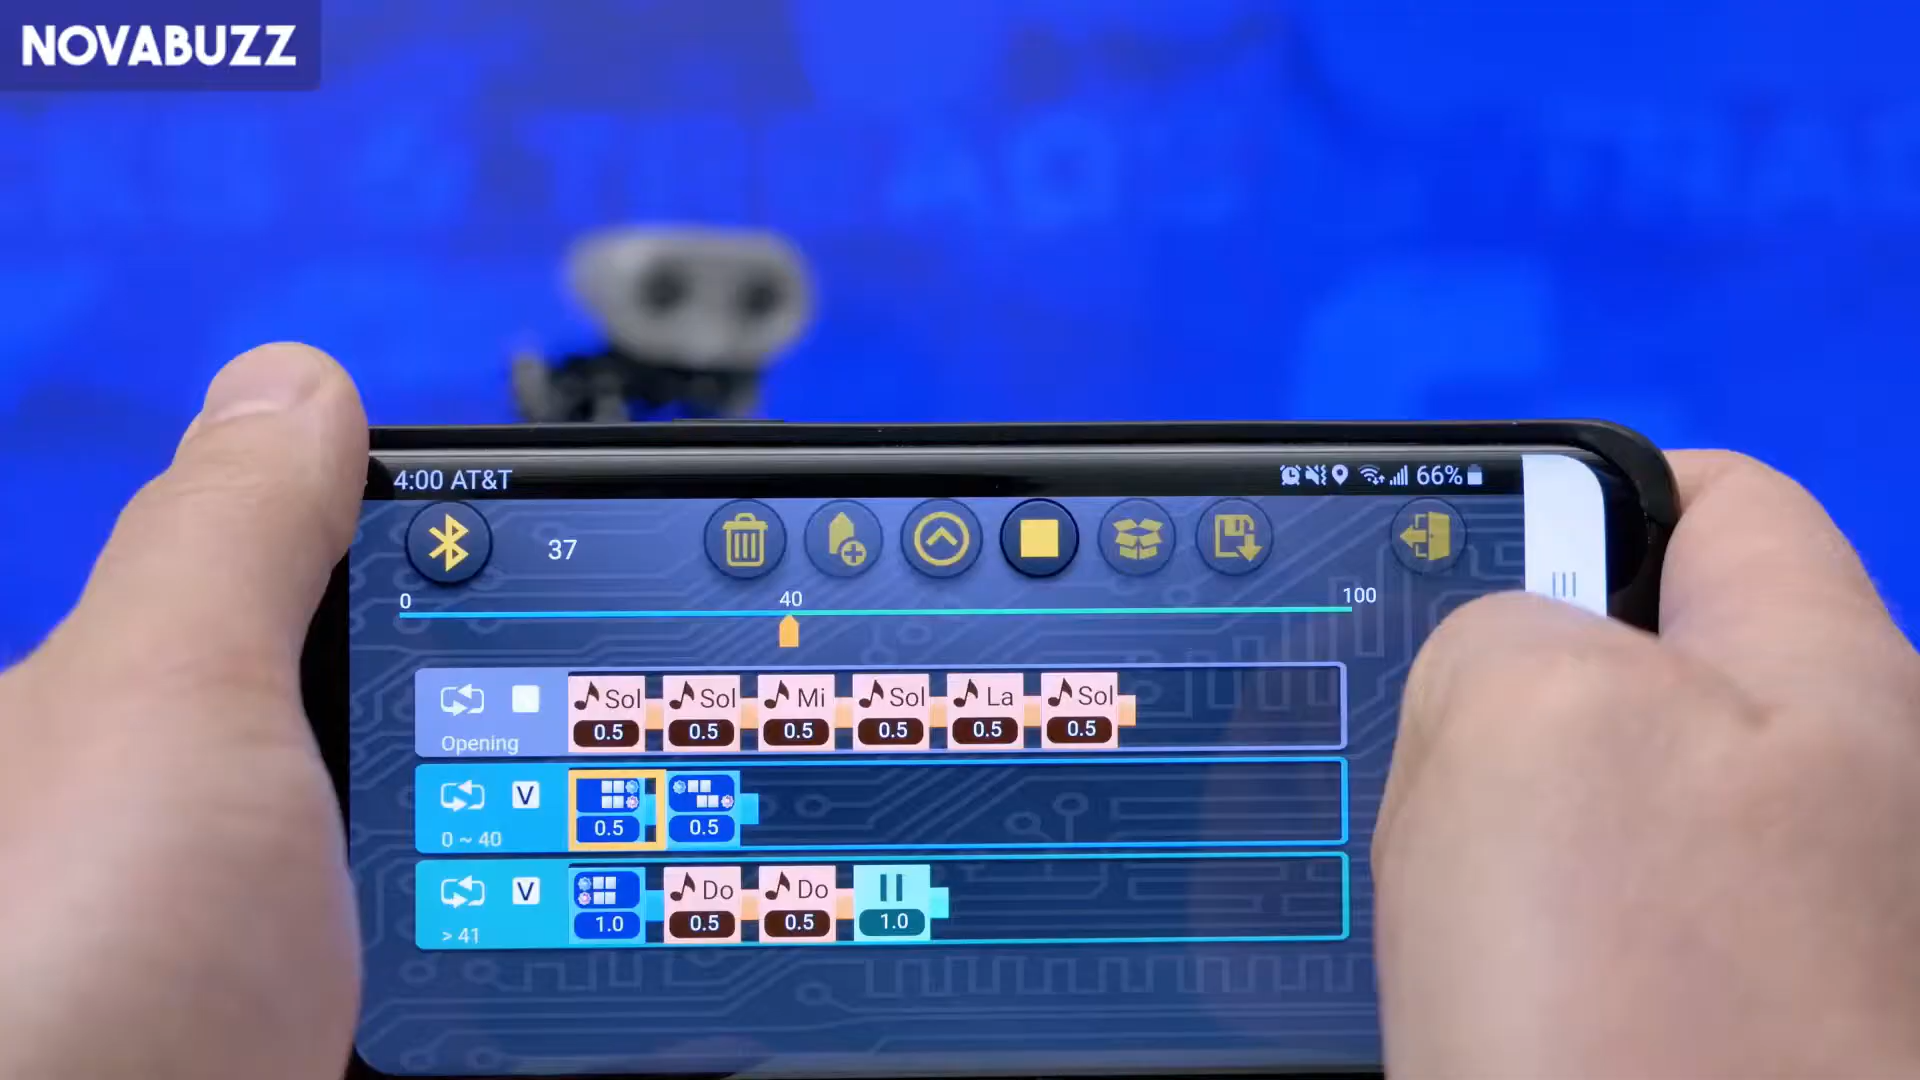 NOVABUZZ
4:00 AT&T
66%
37
0
40
100
Sol Sol Mi Sol La Sol
0.5 0.5 0.5 0.5 0.5 0.5
Opening
V
0.5 0.5
0 ~ 40
V
Do Do
1.0 0.5 0.5 1.0
> 41